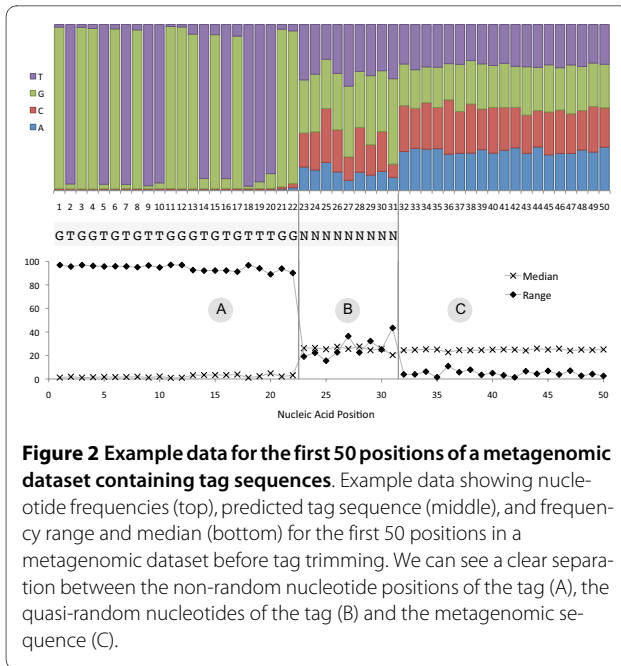 T
G
C
A
1 2 3 4 5 6 7 8 9 10 11 12 13 14 15 16 17 18 19 20 21 22 23 24 25 26 27 28 29 30 31 32 33 34 35 36 37 38 39 40 41 42 43 44 45 46 47 48 49 50
G T G G T G T G T T G G G T G T G T T T G G N N N N N N N N N
100
80
60
40
20
0
Median
Range
A
B
C
0 5 10 15 20 25 30 35 40 45 50
Nucleic Acid Position
Figure 2 Example data for the first 50 positions of a metagenomic
dataset containing tag sequences. Example data showing nucle-
otide frequencies (top), predicted tag sequence (middle), and frequen-
cy range and median (bottom) for the first 50 positions in a
metagenomic dataset before tag trimming. We can see a clear separa-
tion between the non-random nucleotide positions of the tag (A), the
quasi-random nucleotides of the tag (B) and the metagenomic se-
quence (C).